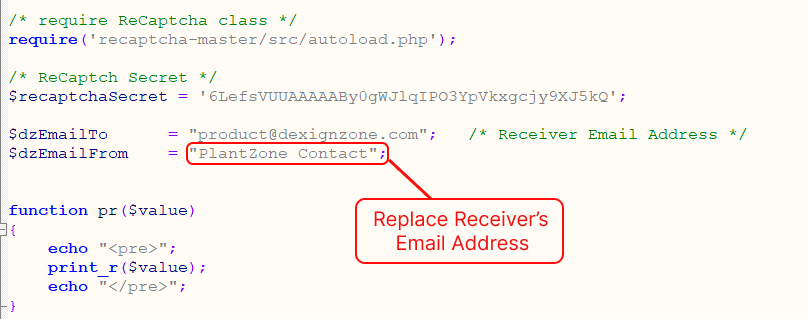 /* require ReCaptcha class */
require('recaptcha-master/src/autoload.php');
/* ReCaptch Secret */
$recaptchaSecret = '6LefsVUUAAAAABy0gWJlqIPO3YpVkxgcjy9XJ5kQ';
$dzEmailTo = "product@dexignzone.com"; /* Receiver Email Address */
$dzEmailFrom = "PlantZone Contact";
Replace Receiver’s
Email Address
function pr($value)
{
echo "<pre>";
print_r($value);
echo "</pre>";
}